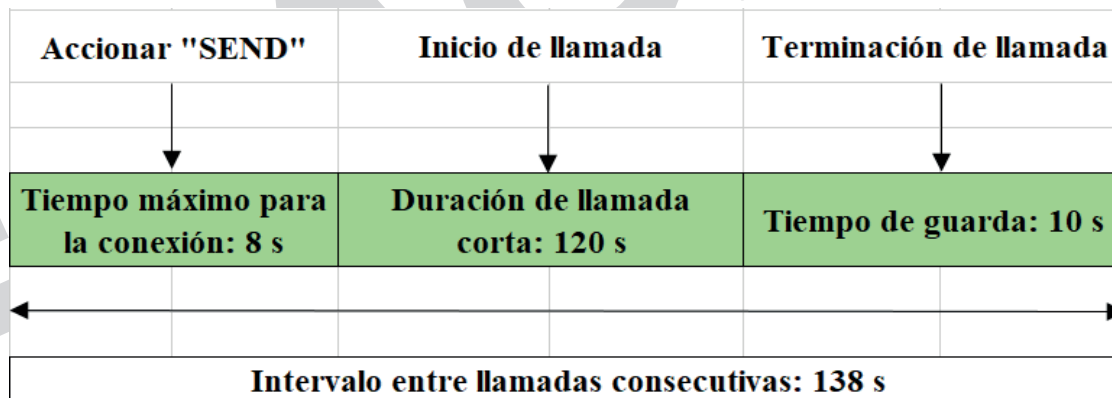 Accionar "SEND"
Inicio de llamada
Terminación de llamada
Tiempo máximo para
la conexión: 8 s
Duración de llamada
corta: 120 s
Tiempo de guarda: 10 s
Intervalo entre llamadas consecutivas: 138 s